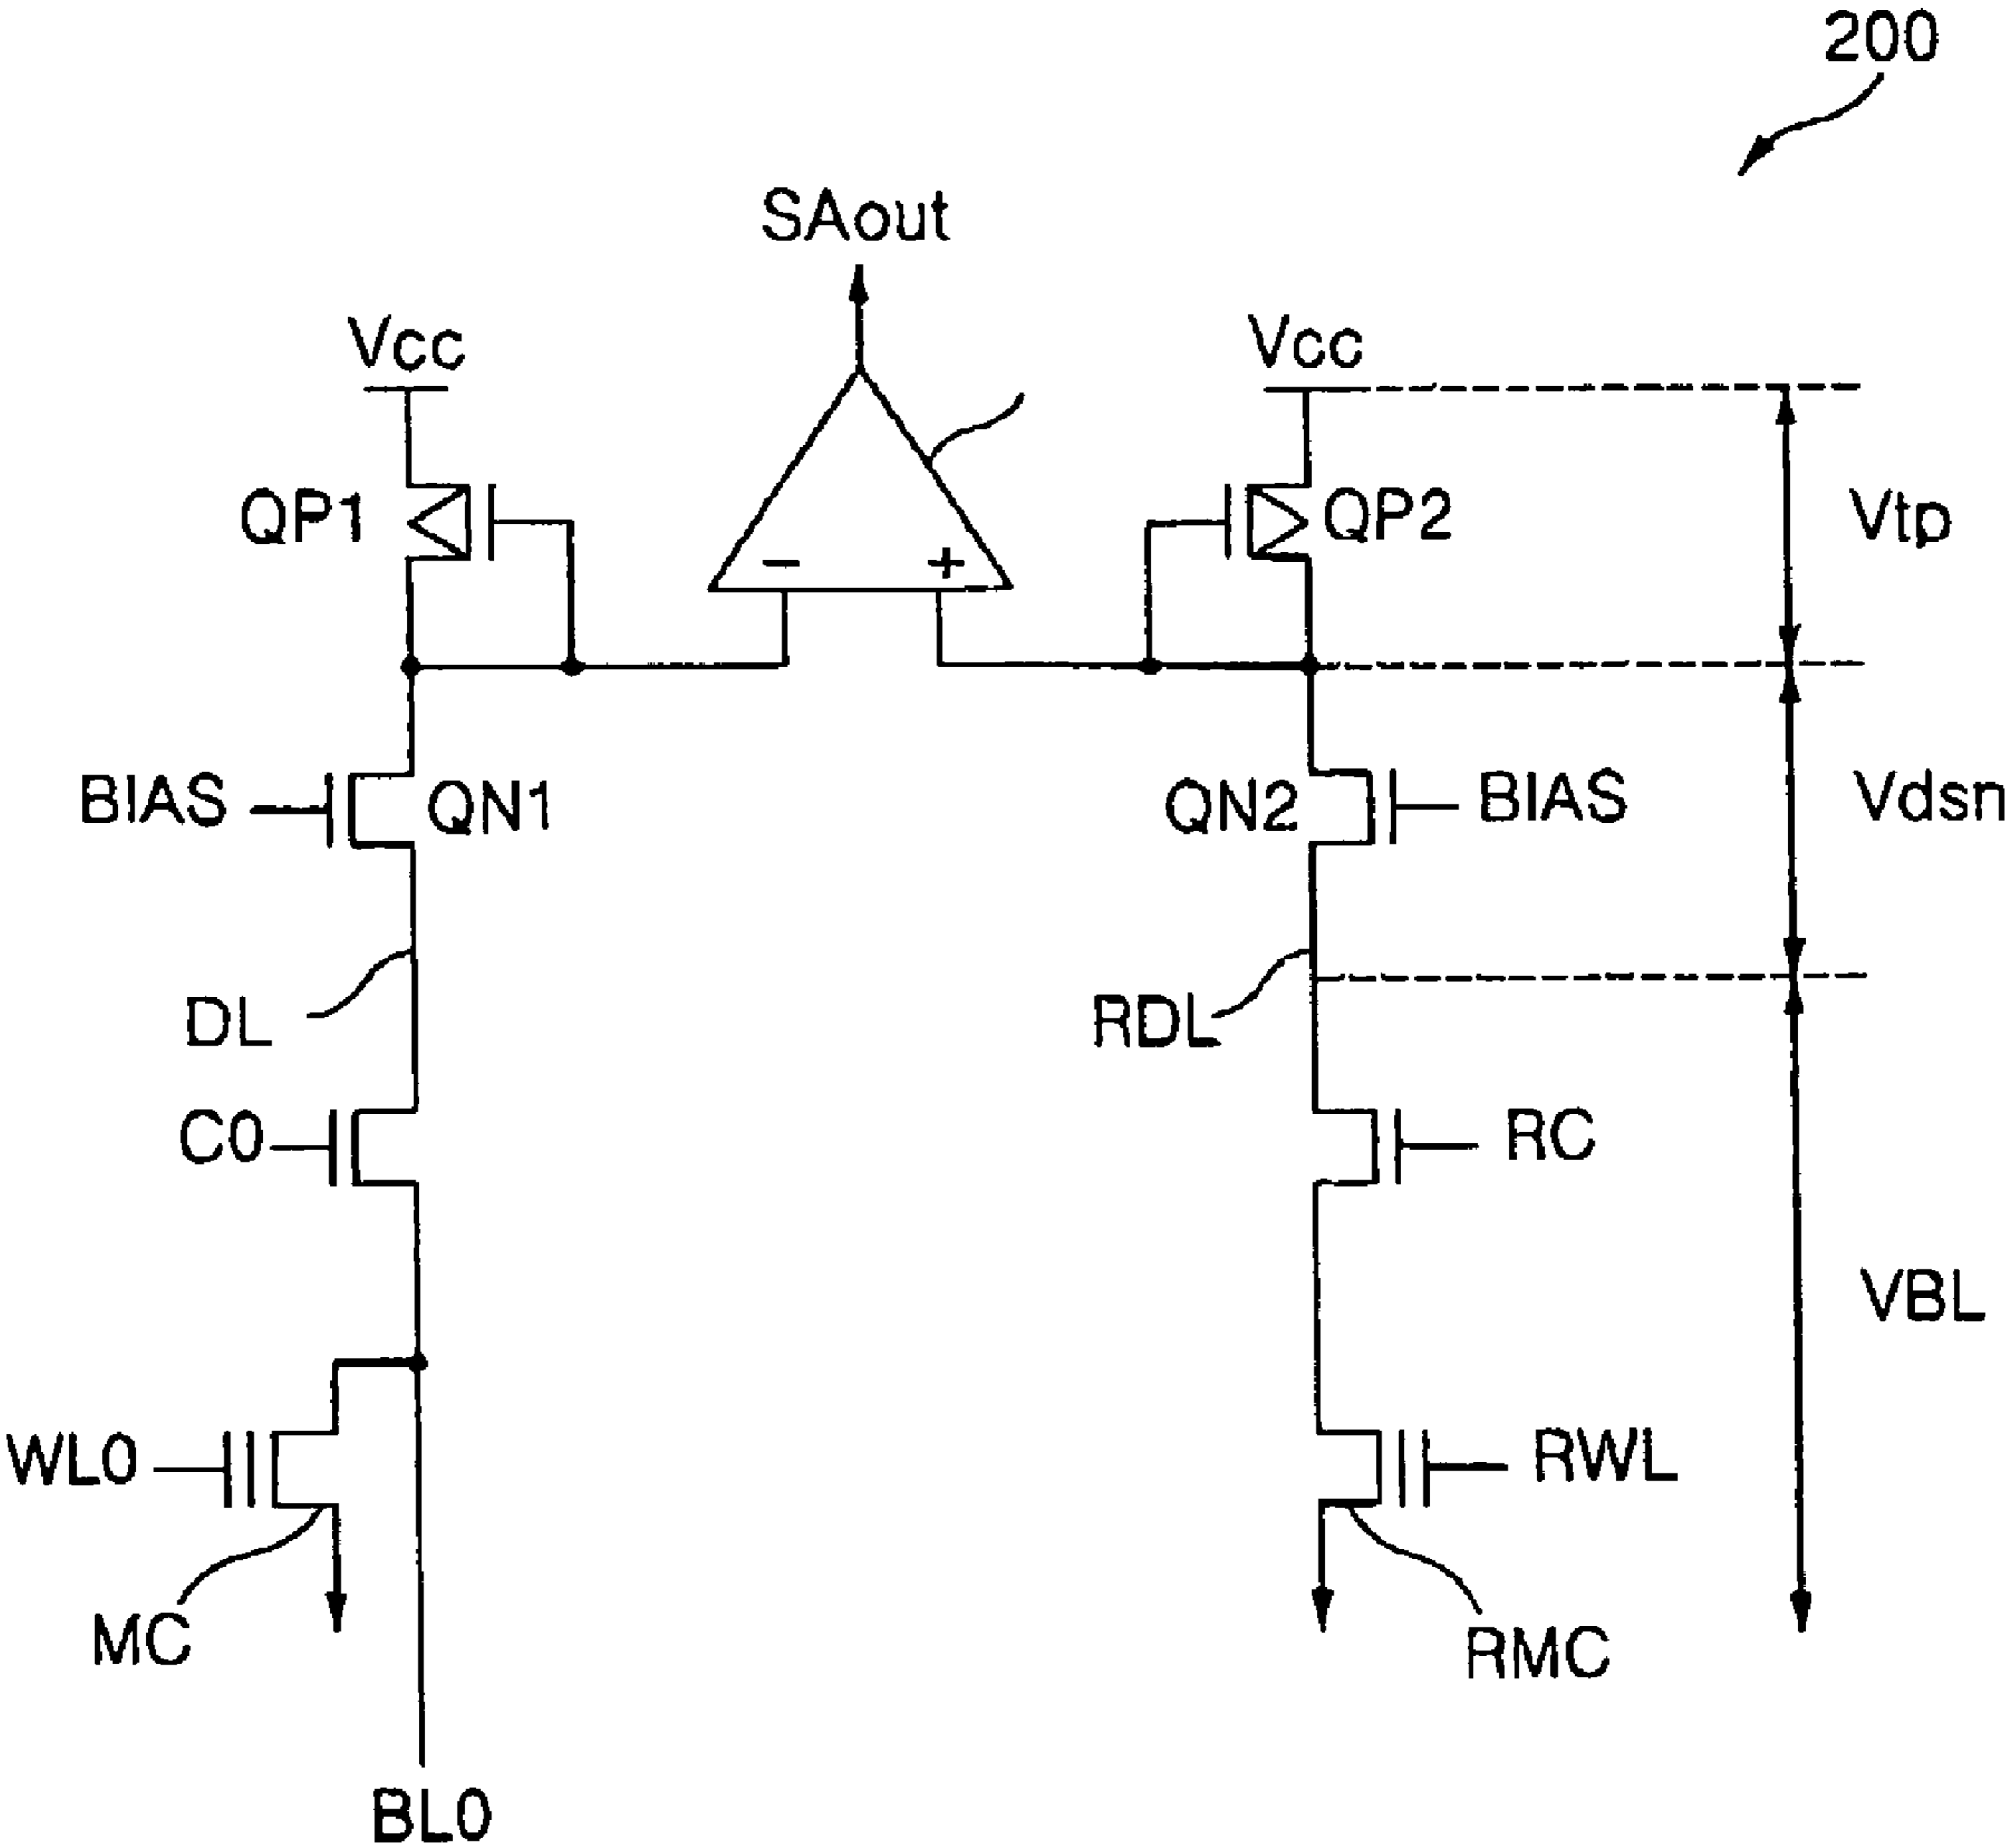 200
SAout
Vcc
Vcc
QP1
−
+
QP2
Vtp
BIAS
QN1
QN2
BIAS
Vdsn
DL
RDL
C0
RC
VBL
WL0
RWL
MC
RMC
BL0